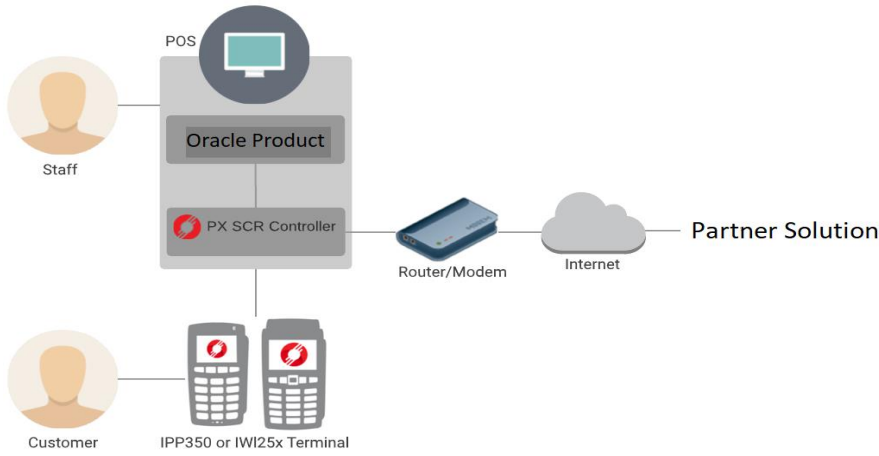 POS
Oracle Product
Staff
PX SCR Controller
Partner Solution
Router/Modem
Internet
Customer
IPP350 or IWI25x Terminal